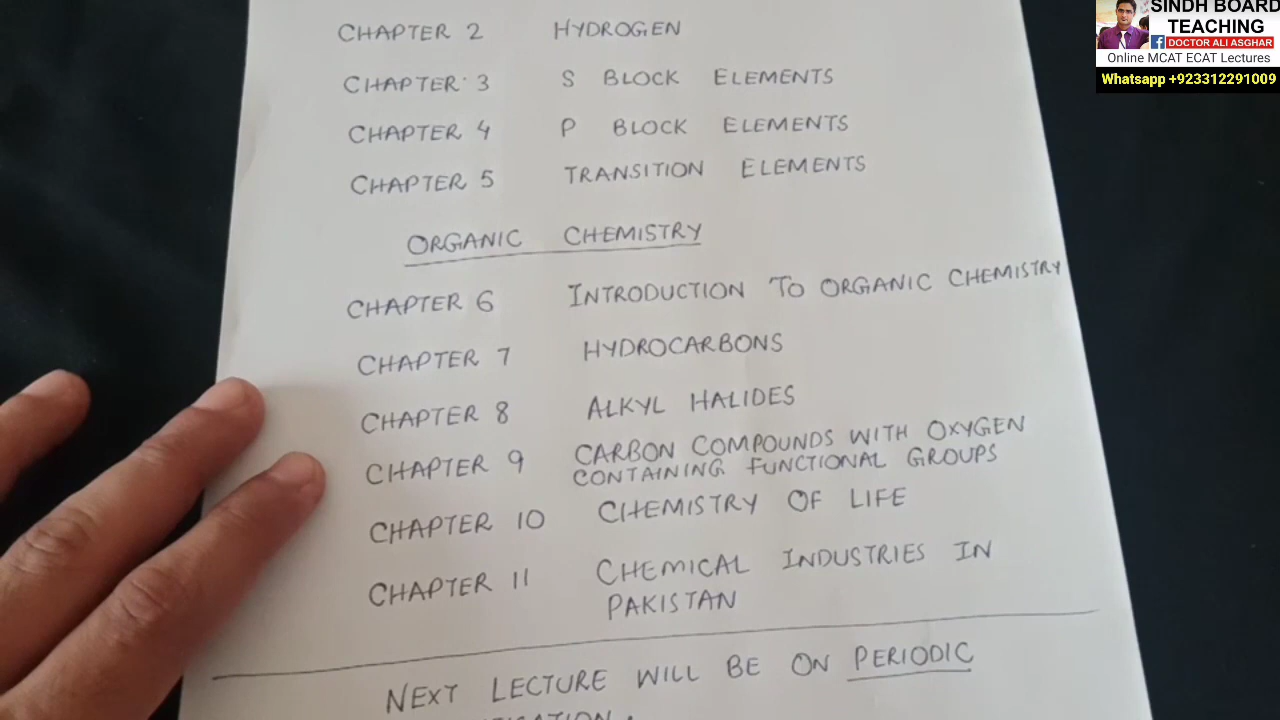 SINDH BOARD
TEACHING
DOCTOR ALI ASGHAR
Online MCAT ECAT Lectures
Whatsapp +923312291009
CHAPTER 2 HYDROGEN
CHAPTER 3 S BLOCK ELEMENTS
CHAPTER 4 P BLOCK ELEMENTS
CHAPTER 5 TRANSITION ELEMENTS
ORGANIC CHEMISTRY
CHAPTER 6 INTRODUCTION TO ORGANIC CHEMISTRY
CHAPTER 7 HYDROCARBONS
CHAPTER 8 ALKYL HALIDES
CHAPTER 9 CARBON COMPOUNDS WITH OXYGEN
CONTAINING FUNCTIONAL GROUPS
CHAPTER 10 CHEMISTRY OF LIFE
CHAPTER 11 CHEMICAL INDUSTRIES IN
PAKISTAN
NEXT LECTURE WILL BE ON PERIODIC